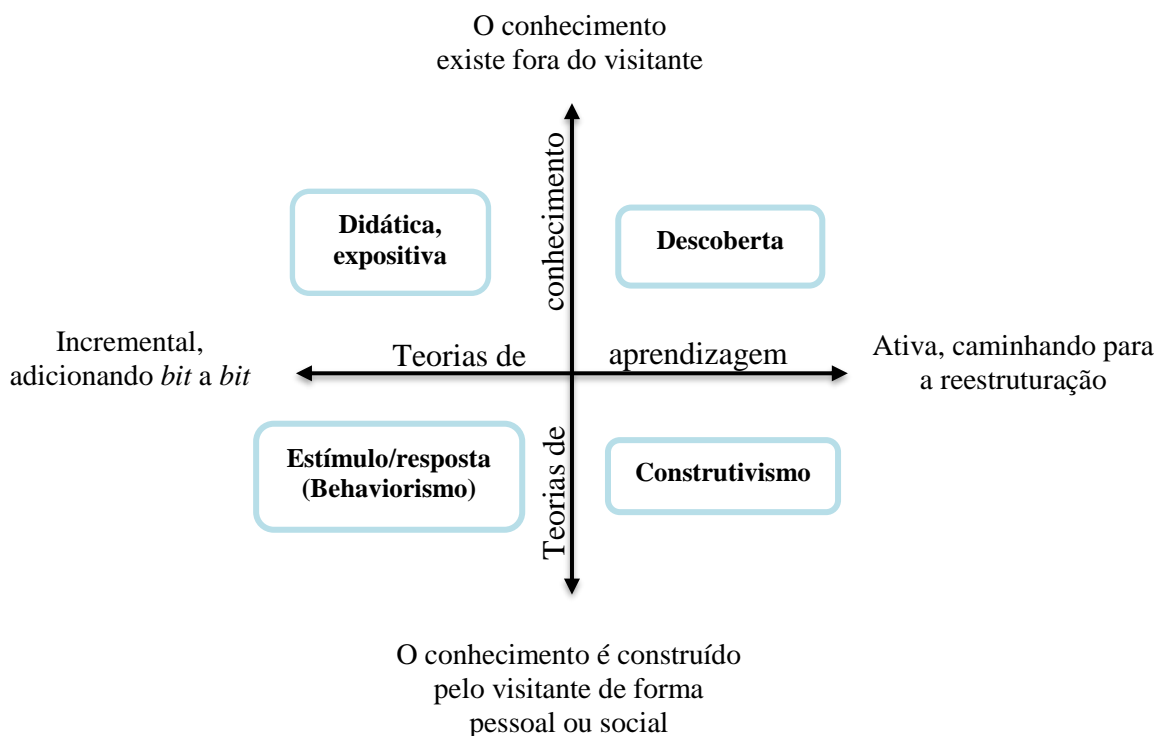 O conhecimento
existe fora do visitante
conhecimento
Didática,
expositiva
Descoberta
Incremental,
adicionando bit a bit
Teorias de
aprendizagem
Ativa, caminhando para
a reestruturação
Estímulo/resposta
(Behaviorismo)
Teorias de
Construtivismo
O conhecimento é construído
pelo visitante de forma
pessoal ou social